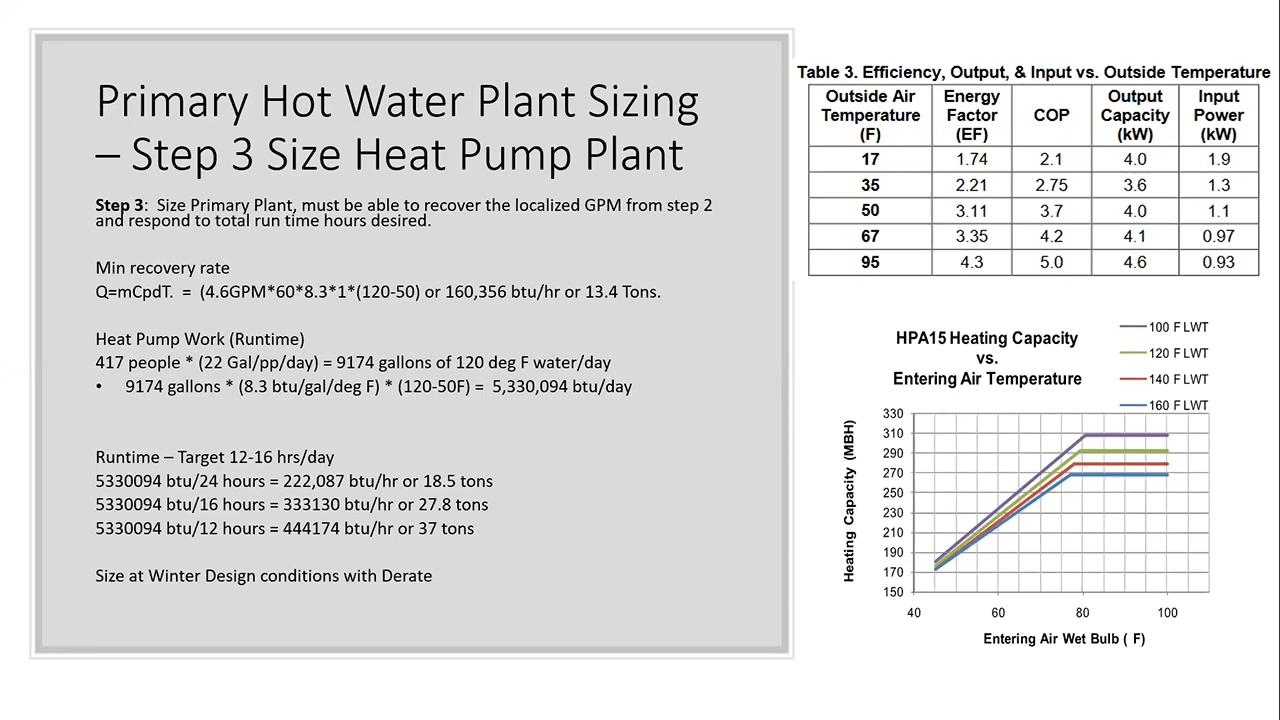 Primary Hot Water Plant Sizing
– Step 3 Size Heat Pump Plant
Step 3: Size Primary Plant, must be able to recover the localized GPM from step 2
and respond to total run time hours desired.
Min recovery rate
Q=mCpdT. = (4.6GPM*60*8.3*1*(120-50) or 160,356 btu/hr or 13.4 Tons.
Heat Pump Work (Runtime)
417 people * (22 Gal/pp/day) = 9174 gallons of 120 deg F water/day
• 9174 gallons * (8.3 btu/gal/deg F) * (120-50F) = 5,330,094 btu/day
Runtime – Target 12-16 hrs/day
5330094 btu/24 hours = 222,087 btu/hr or 18.5 tons
5330094 btu/16 hours = 333130 btu/hr or 27.8 tons
5330094 btu/12 hours = 444174 btu/hr or 37 tons
Size at Winter Design conditions with Derate
Table 3. Efficiency, Output, & Input vs. Outside Temperature
Outside Air Temperature (F) Energy Factor (EF) COP Output Capacity (kW) Input Power (kW)
17 1.74 2.1 4.0 1.9
35 2.21 2.75 3.6 1.3
50 3.11 3.7 4.0 1.1
67 3.35 4.2 4.1 0.97
95 4.3 5.0 4.6 0.93
HPA15 Heating Capacity
vs.
Entering Air Temperature
100 F LWT
120 F LWT
140 F LWT
160 F LWT
Heating Capacity (MBH)
330
310
290
270
250
230
210
190
170
150
40 60 80 100
Entering Air Wet Bulb ( F)